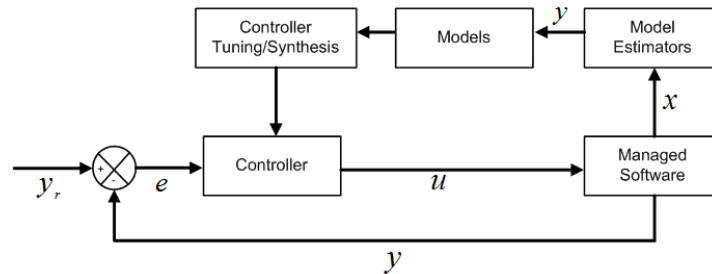 Controller
Tuning/Synthesis
y
Models
Model
Estimators
x
y_r
+
-
e
Controller
u
Managed
Software
y